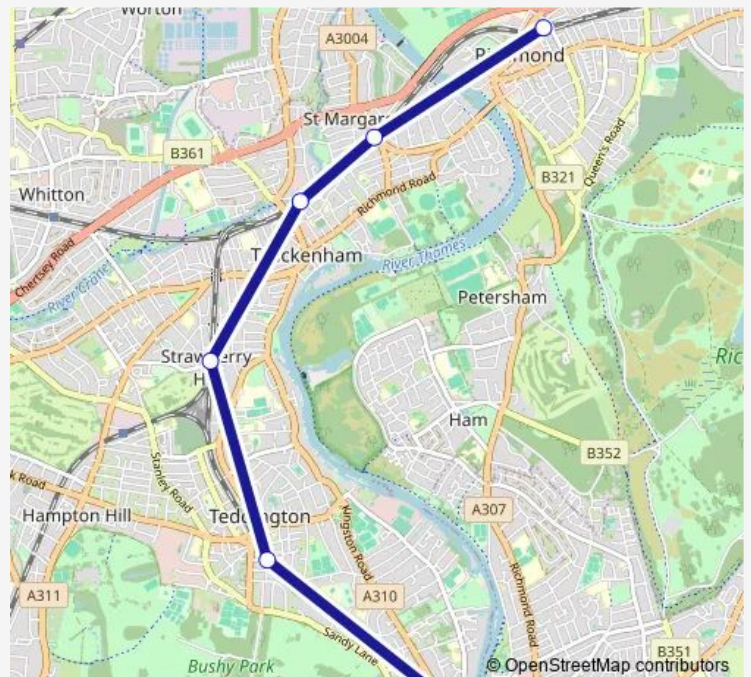 Worton
A3004
Richmond
St Margar
B361
B321
Queen's Road
Whitton
Richmond Road
Chertsey Road
River Crane
Twickenham
River Thames
Petersham
Strawberry
H
Ric
Ham
B352
Stanley Road
k Road
Hampton Hill
Teddington
Kingston Road
A307
A311
A310
Richmond Road
Sandy Lane
B351
Bushy Park
© OpenStreetMap contributors